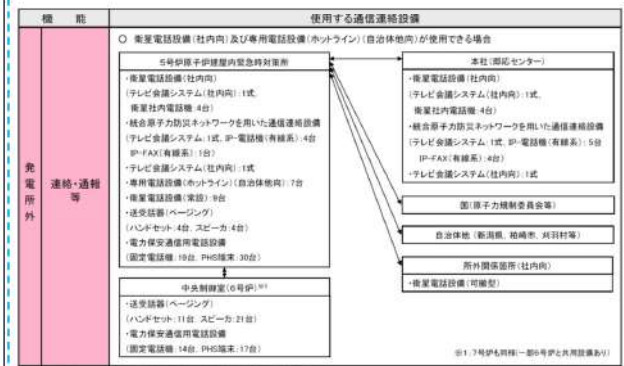 機 能
使用する通信連絡設備
発電所外
連絡・通報等
○ 衛星電話設備(社内向)及び専用電話設備(ホットライン)(自治体他向)が使用できる場合
5号炉原子炉建屋内緊急時対策所
・衛星電話設備(社内向)
(テレビ会議システム(社内向):1式,
衛星社内電話機:4台)
・統合原子力防災ネットワークを用いた通信連絡設備
(テレビ会議システム:1式, IP-電話機(有線系):4台
IP-FAX(有線系):1台)
・テレビ会議システム(社内向):1式
・専用電話設備(ホットライン)(自治体他向):7台
・衛星電話設備(常設):9台
・送受話器(ページング)
(ハンドセット:4台, スピーカ:4台)
・電力保安通信用電話設備
(固定電話機:19台, PHS端末:30台)
中央制御室(6号炉)※1
・送受話器(ページング)
(ハンドセット:11台, スピーカ:21台)
・電力保安通信用電話設備
(固定電話機:14台, PHS端末:17台)
本社(即応センター)
・衛星電話設備(社内向)
(テレビ会議システム(社内向):1式,
衛星社内電話機:4台)
・統合原子力防災ネットワークを用いた通信連絡設備
(テレビ会議システム:1式, IP-電話機(有線系):5台
IP-FAX(有線系):4台)
・テレビ会議システム(社内向):1式
国(原子力規制委員会等)
自治体他(新潟県, 柏崎市, 刈羽村等)
所外関係箇所(社内向)
・衛星電話設備(可搬型)
※1:7号炉も同様(一部6号炉と共用設備あり)